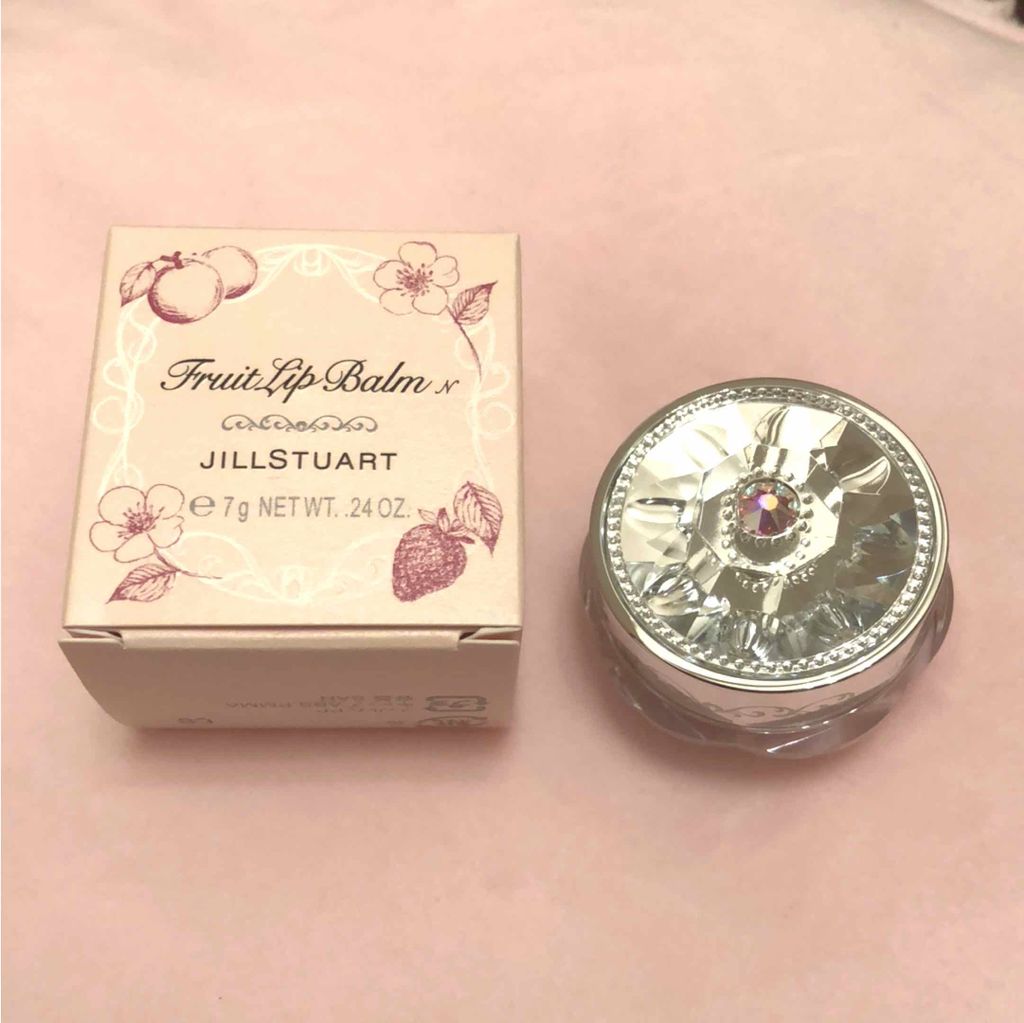 Fruit Lip Balm N
JILLSTUART
e 7g NET WT. .24 OZ.